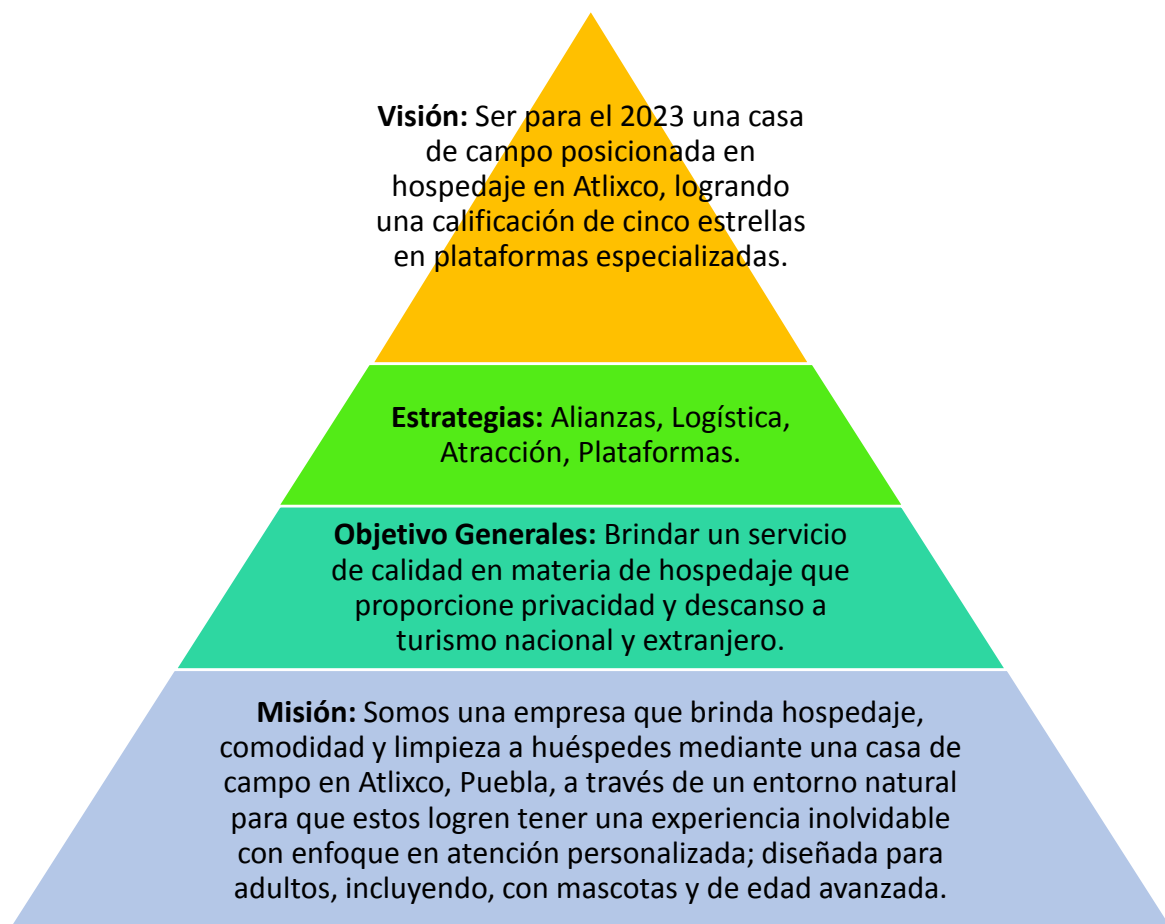 Visión: Ser para el 2023 una casa
de campo posicionada en
hospedaje en Atlixco, logrando
una calificación de cinco estrellas
en plataformas especializadas.
Estrategias: Alianzas, Logística,
Atracción, Plataformas.
Objetivo Generales: Brindar un servicio
de calidad en materia de hospedaje que
proporcione privacidad y descanso a
turismo nacional y extranjero.
Misión: Somos una empresa que brinda hospedaje,
comodidad y limpieza a huéspedes mediante una casa de
campo en Atlixco, Puebla, a través de un entorno natural
para que estos logren tener una experiencia inolvidable
con enfoque en atención personalizada; diseñada para
adultos, incluyendo, con mascotas y de edad avanzada.